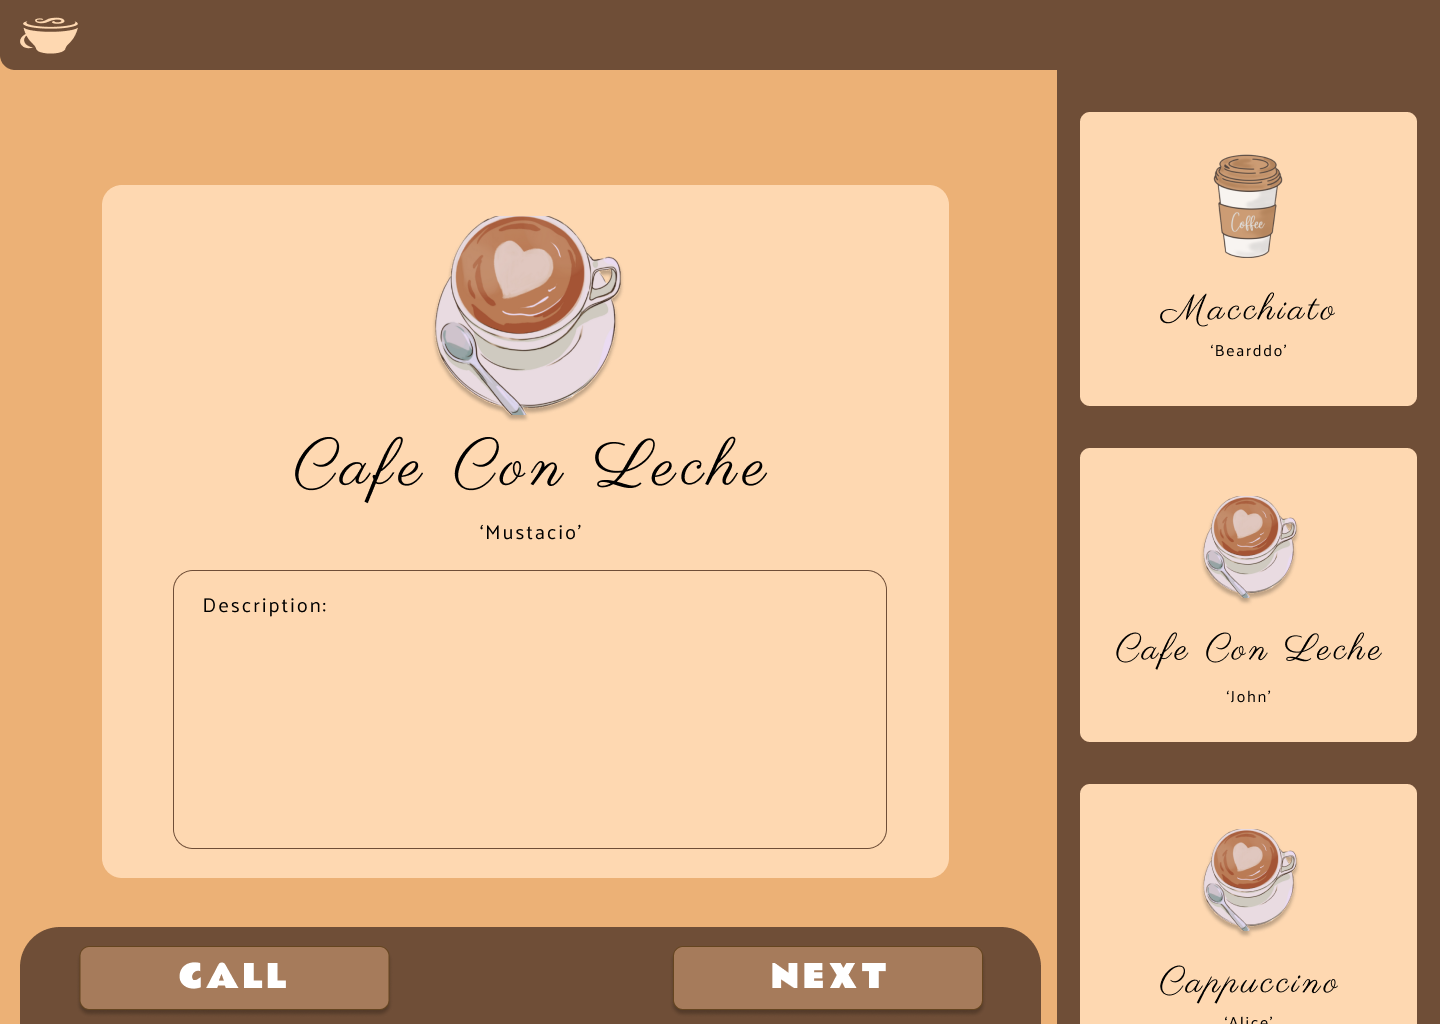 Cafe Con Leche
‘Mustacio’
Description:
CALL
NEXT
Coffee
Macchiato
‘Bearddo’
Cafe Con Leche
‘John’
Cappuccino
‘Alice’